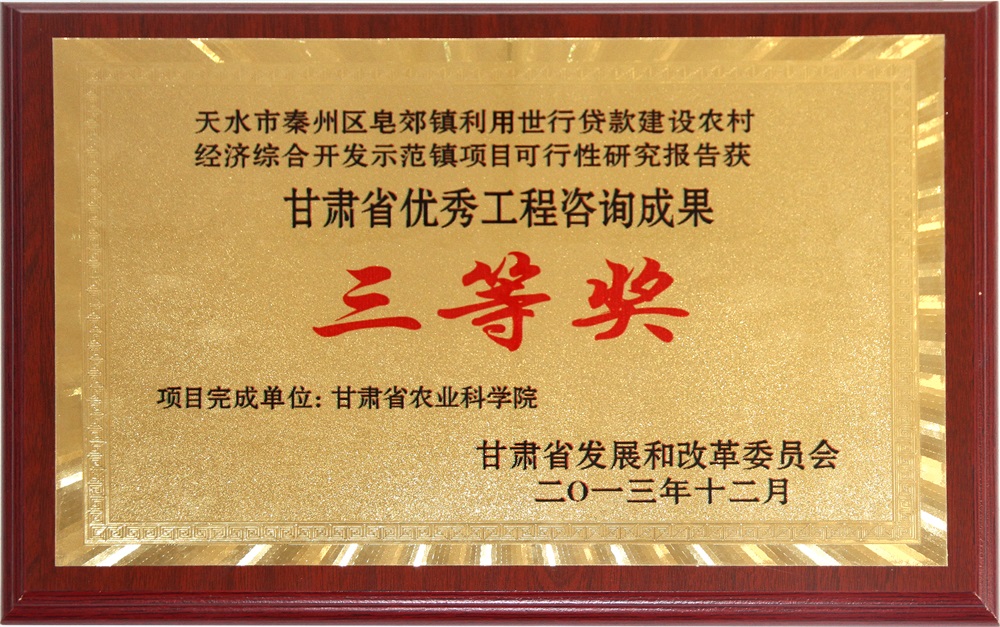 天水市秦州区皂郊镇利用世行贷款建设农村
经济综合开发示范镇项目可行性研究报告获
甘肃省优秀工程咨询成果
三等奖
项目完成单位：甘肃省农业科学院
甘肃省发展和改革委员会
二O一三年十二月